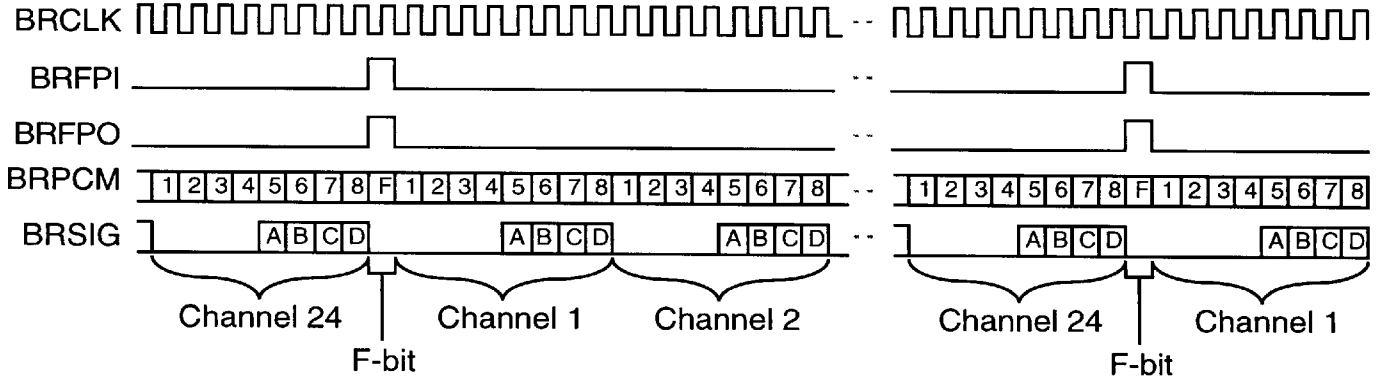 BRCLK - -
BRFPI - -
BRFPO - -
BRPCM 1 2 3 4 5 6 7 8 F 1 2 3 4 5 6 7 8 1 2 3 4 5 6 7 8 - - 1 2 3 4 5 6 7 8 F 1 2 3 4 5 6 7 8
BRSIG A B C D A B C D A B C D - - A B C D A B C D
Channel 24 Channel 1 Channel 2 Channel 24 Channel 1
F-bit F-bit